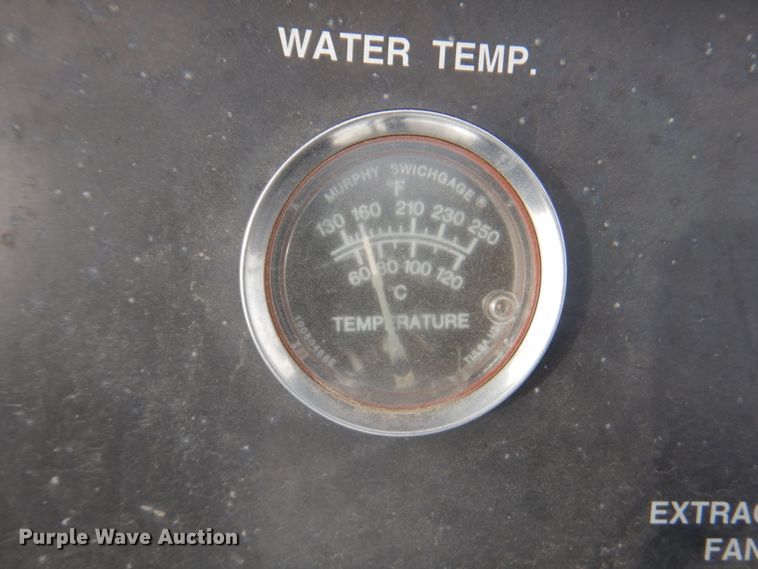 WATER TEMP.
MURPHY SWICHGAGE®
°F
130 160 210 230 250
60 80 100 120
°C
TEMPERATURE
EXTRAC
FAN
Purple Wave Auction